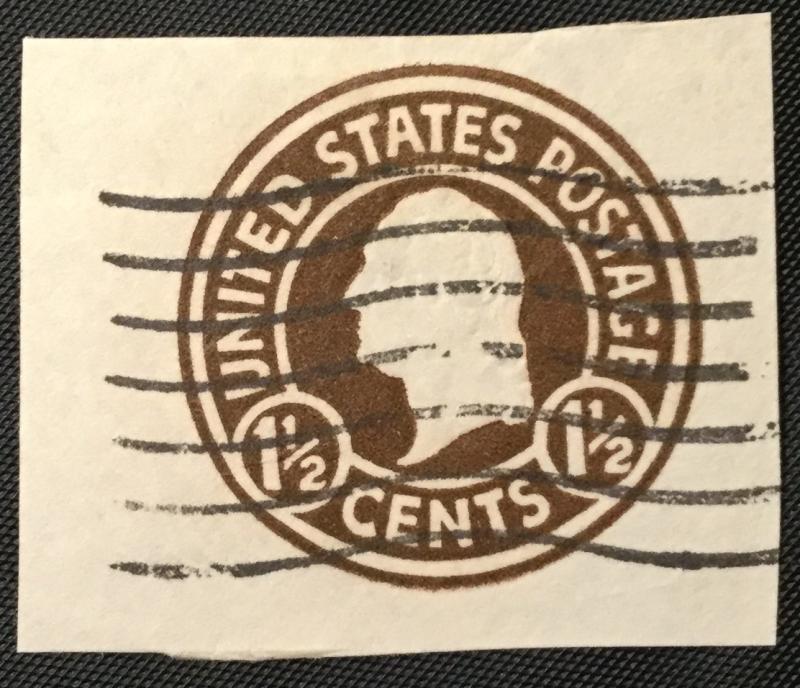 UNITED STATES POSTAGE
1½ 1½
CENTS